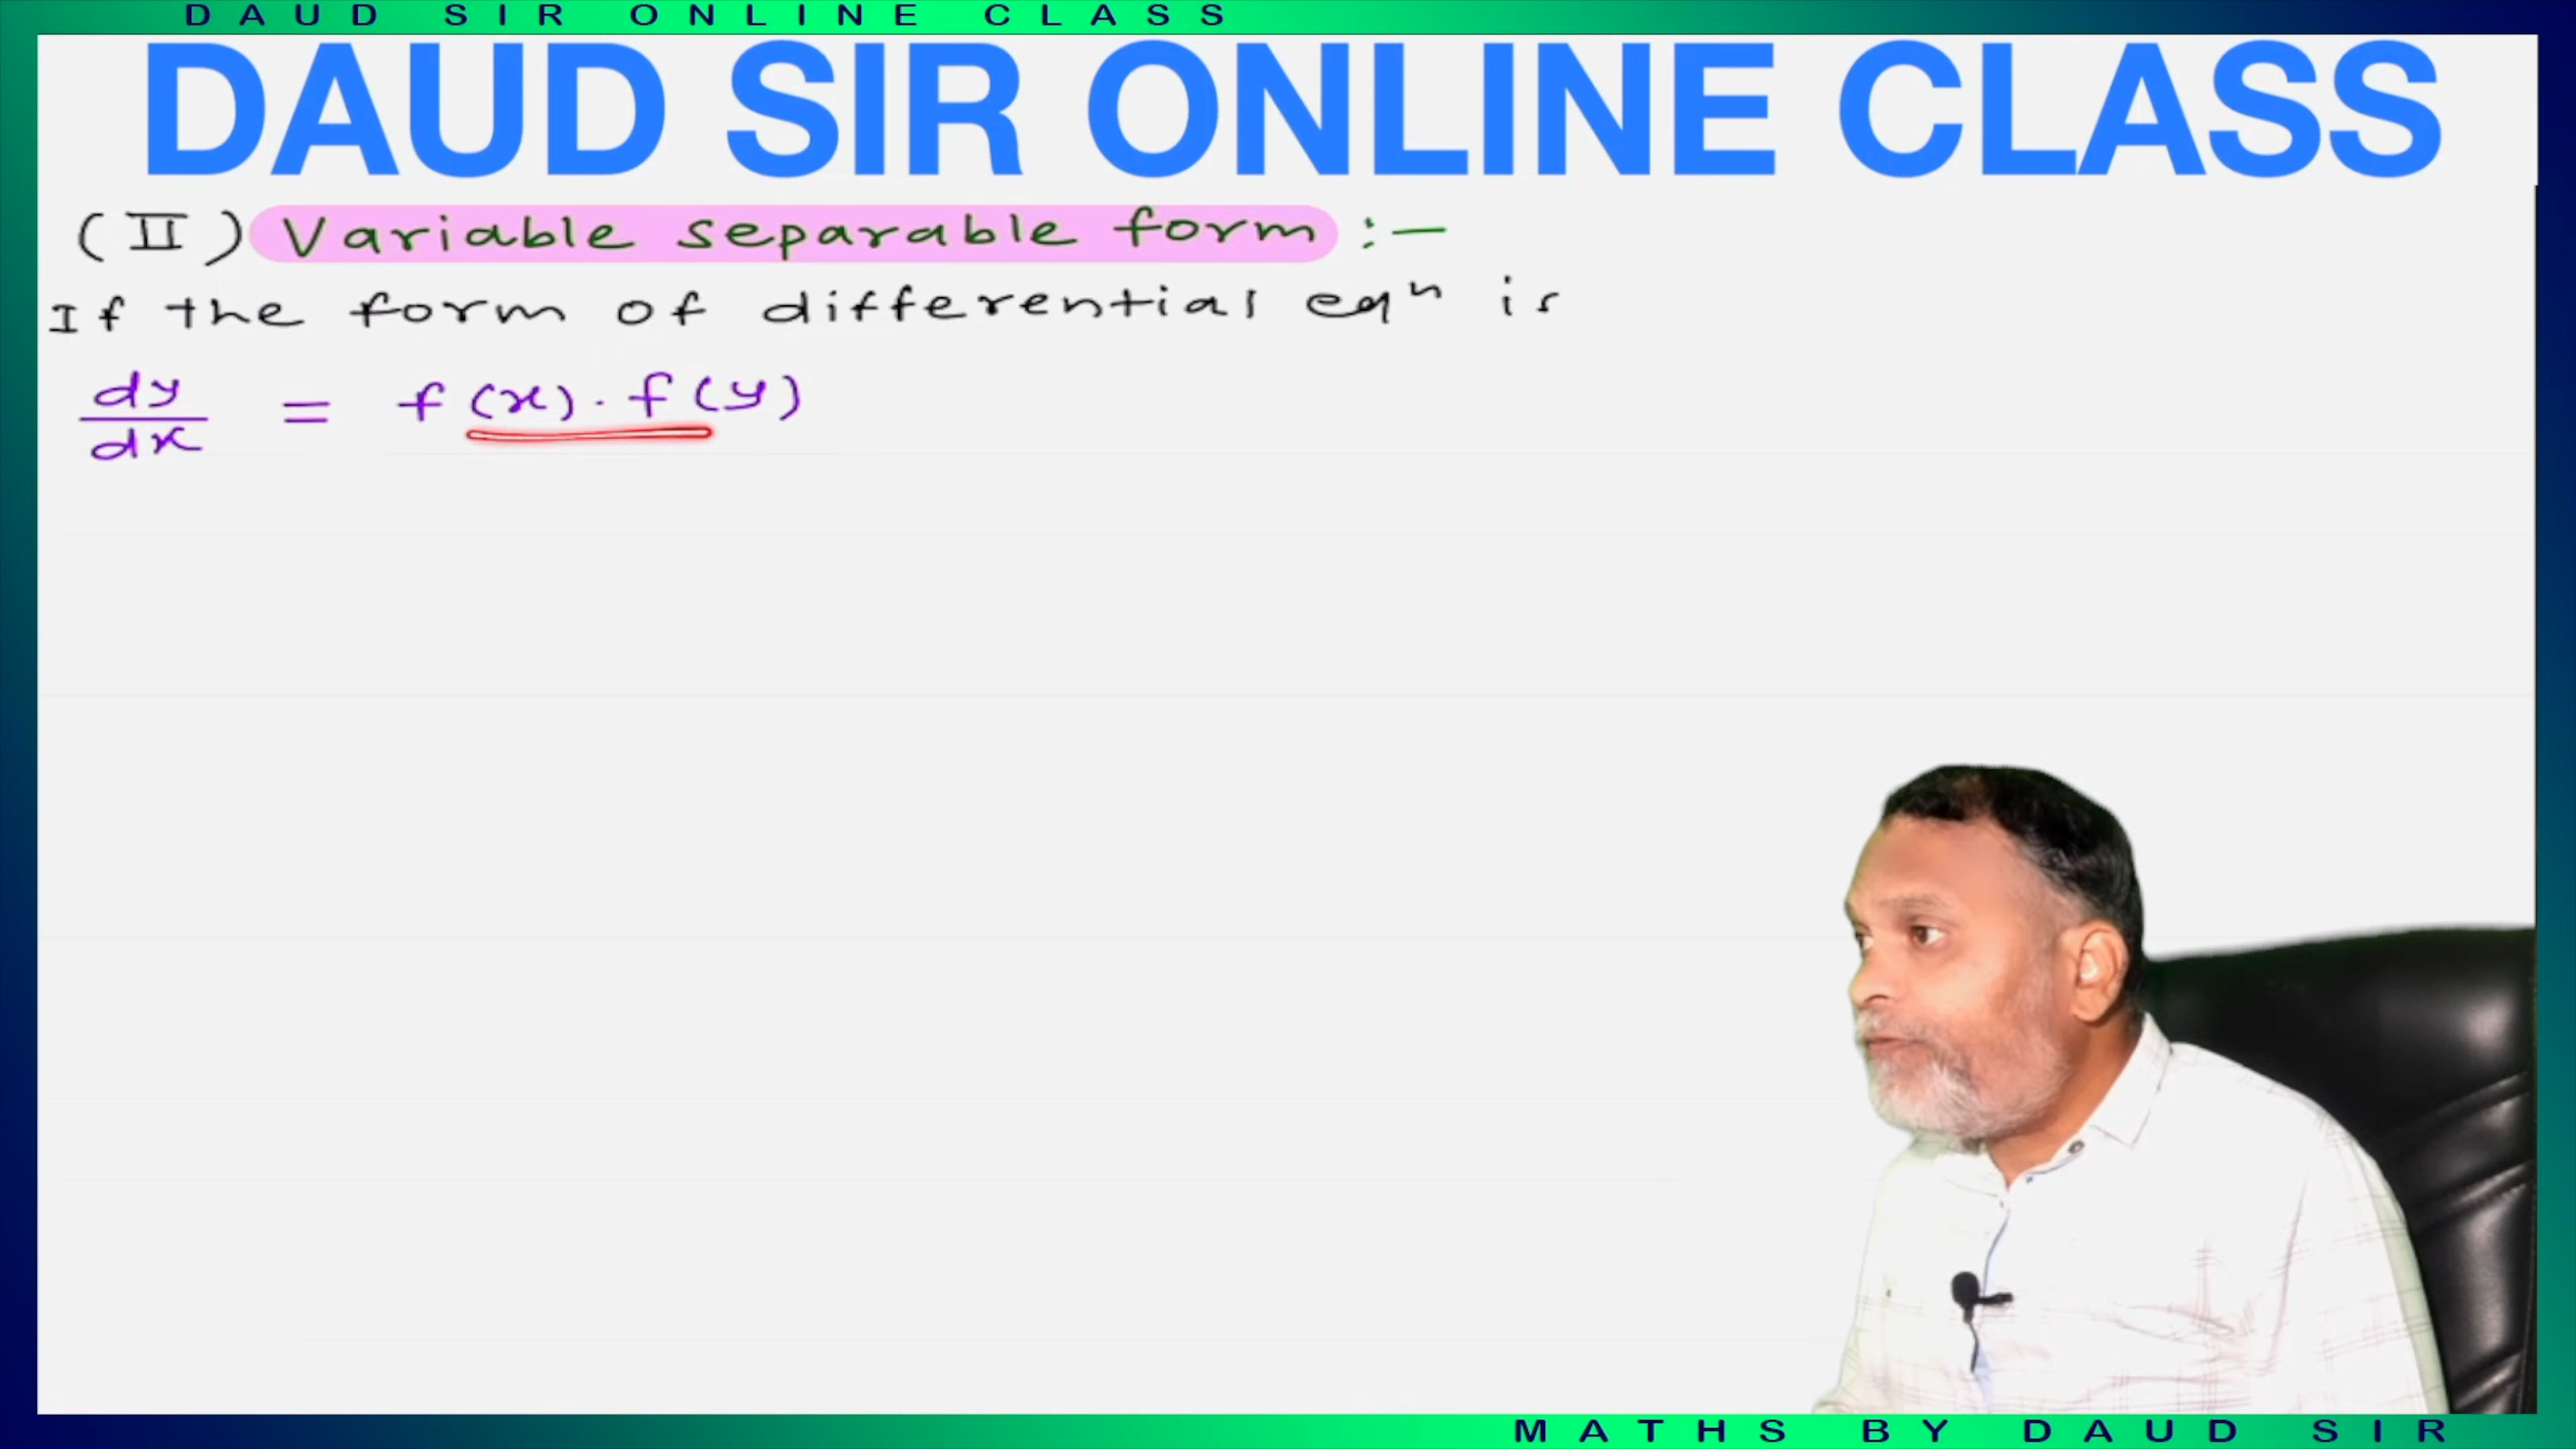 DAUD SIR ONLINE CLASS
DAUD SIR ONLINE CLASS
(II) Variable separable form :-
If the form of differential eqⁿ is
dy/dx = f(x) . f(y)
MATHS BY DAUD SIR